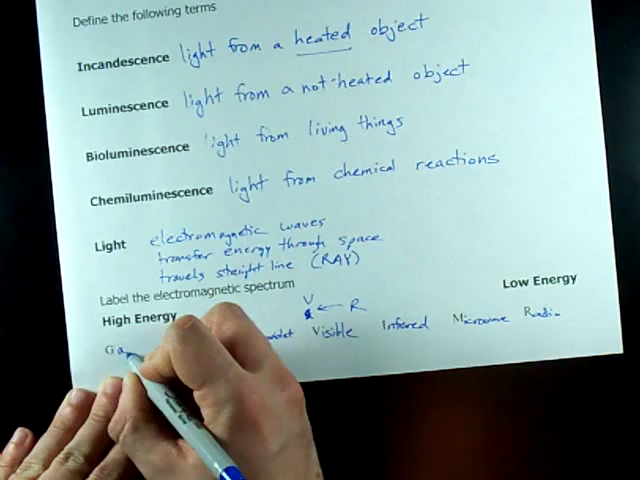 Define the following terms
Incandescence light from a heated object
Luminescence light from a not-heated object
Bioluminescence light from living things
Chemiluminescence light from chemical reactions
Light electromagnetic waves
transfer energy through space
travels straight line (RAY)
Label the electromagnetic spectrum
High Energy Low Energy
V ← R
Ga Visible Infered Microwave Radio